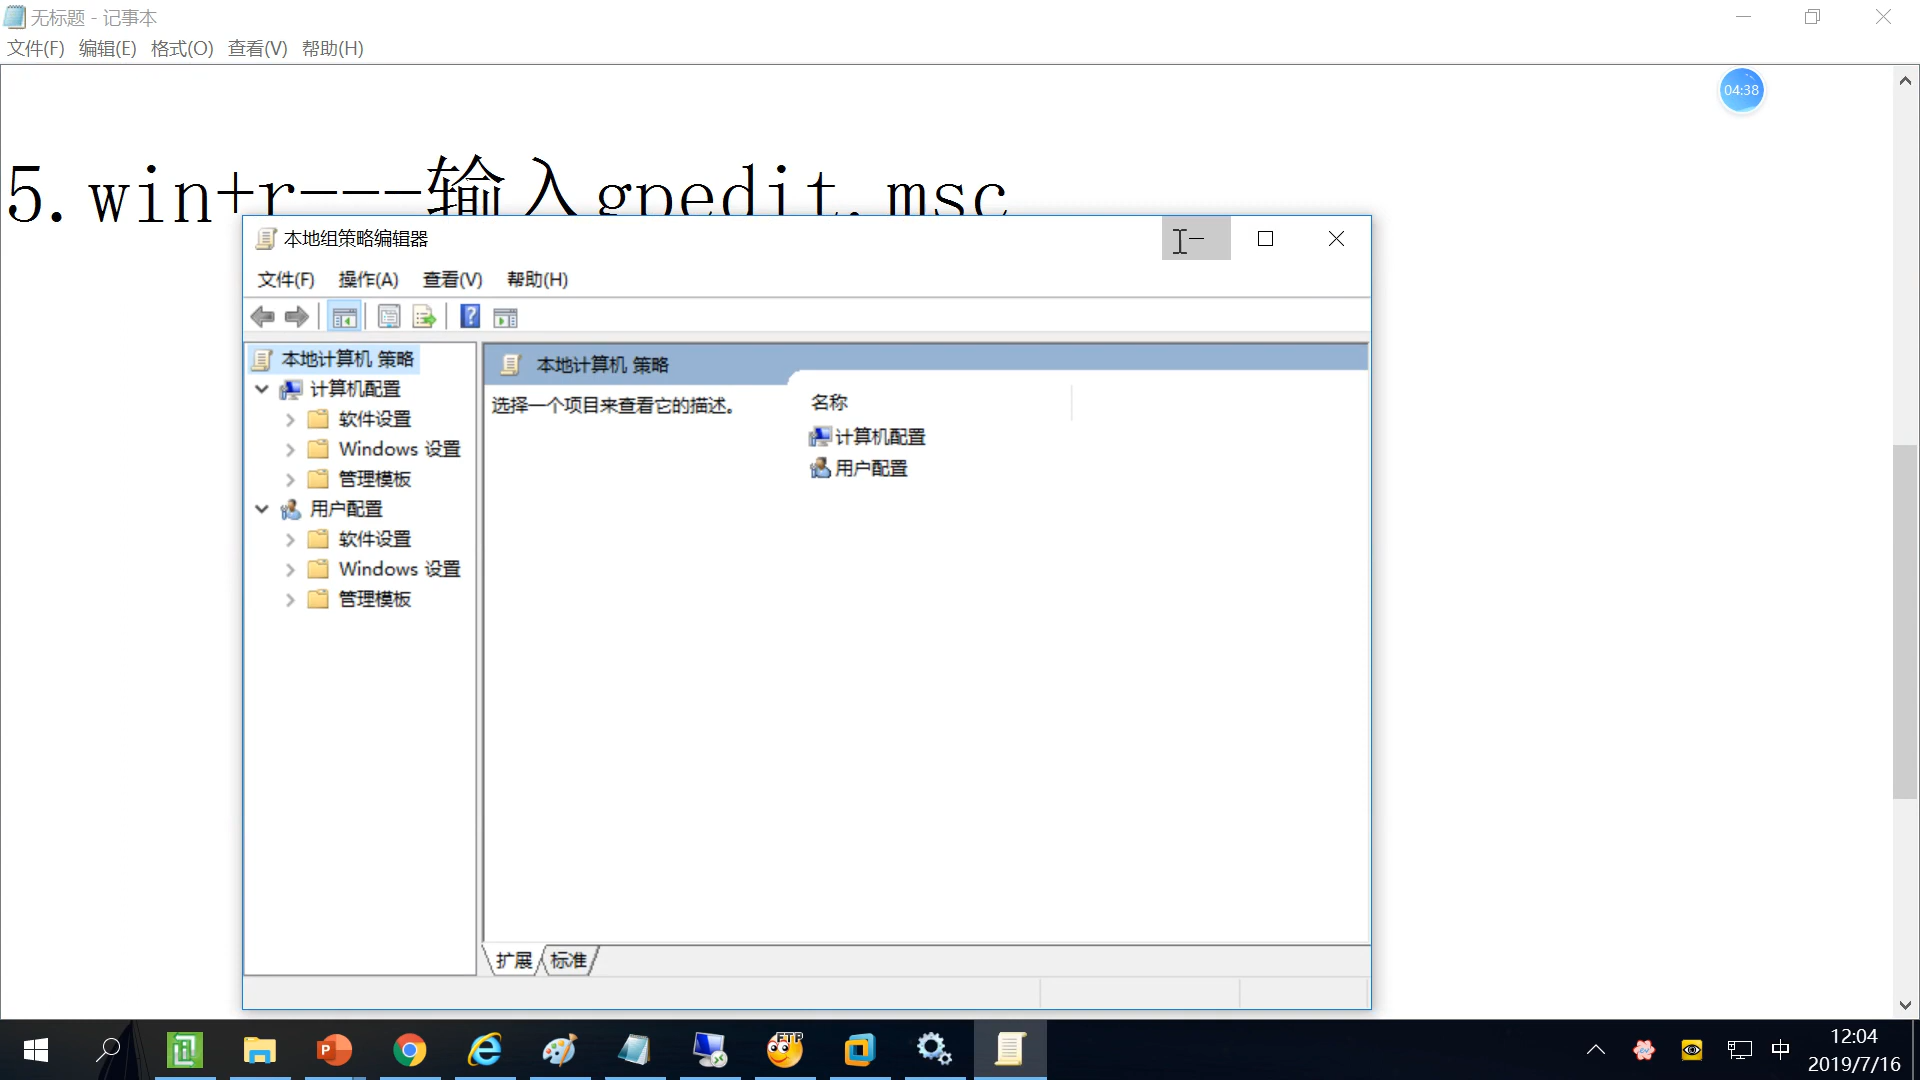 无标题 - 记事本
文件(F) 编辑(E) 格式(O) 查看(V) 帮助(H)
04:38
5.win+r---输入gpedit.msc
本地组策略编辑器
文件(F) 操作(A) 查看(V) 帮助(H)
本地计算机 策略
计算机配置
软件设置
Windows 设置
管理模板
用户配置
软件设置
Windows 设置
管理模板
本地计算机 策略
选择一个项目来查看它的描述。
名称
计算机配置
用户配置
扩展 标准
P
FTP
中
12:04
2019/7/16